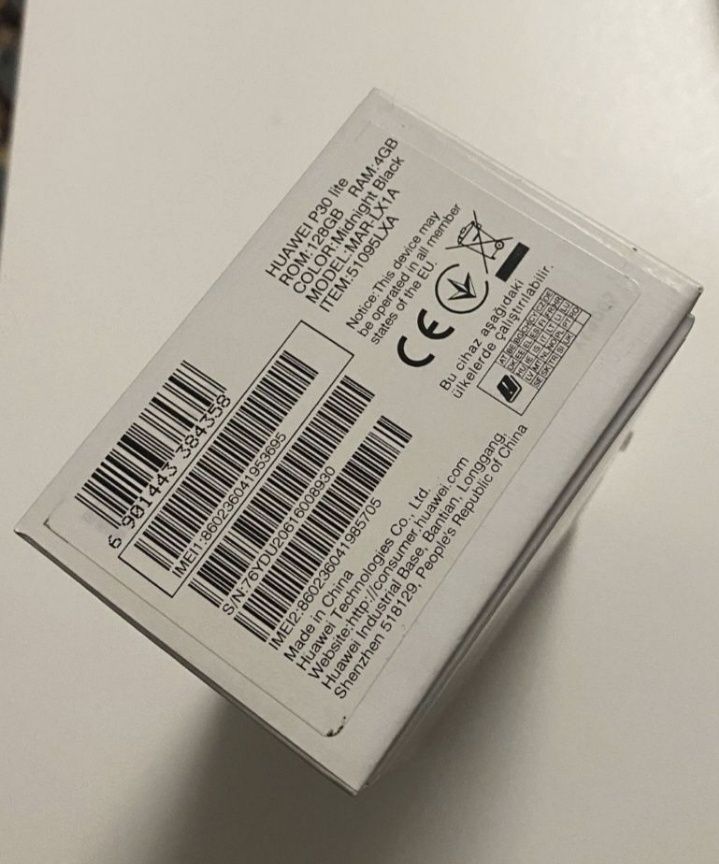 HUAWEI P30 lite
ROM:128GB RAM:4GB
COLOR:Midnight Black
MODEL:MAR-LX1A
ITEM:51095LXA
Notice:This device may
be operated in all member
states of the EU.
CE
Bu cihaz aşağıdaki
ülkelerde çalıştırılabilir.
6 901443 384358
IMEI1:860236041953695
S/N:76YDU20615008930
IMEI2:860236041985705
Made in China
Huawei Technologies Co., Ltd.
Website:http://consumer.huawei.com
Huawei Industrial Base, Bantian, Longgang,
Shenzhen 518129, People's Republic of China